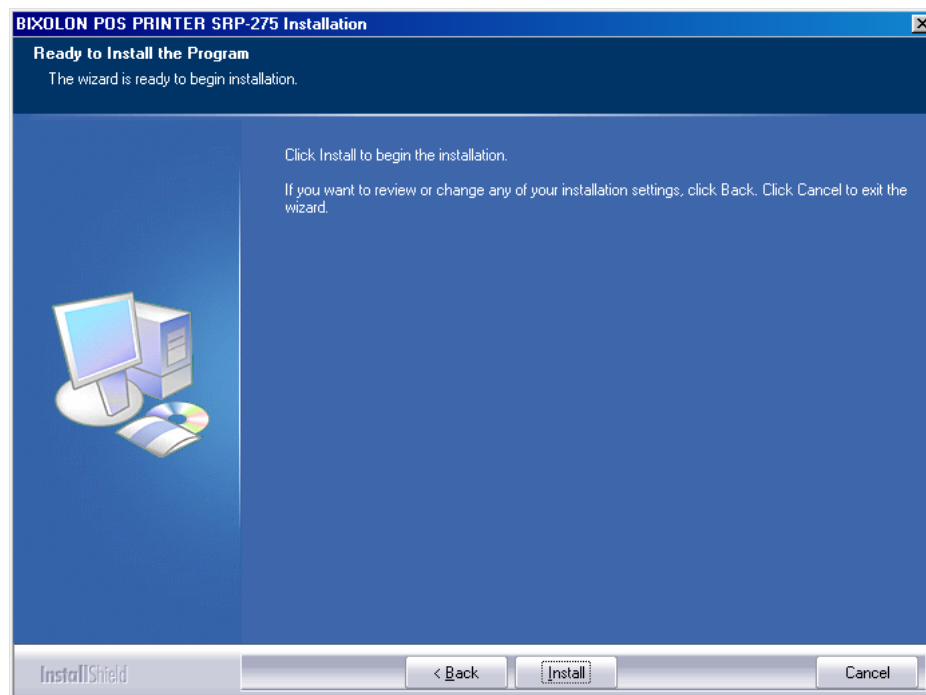 BIXOLON POS PRINTER SRP-275 Installation
Ready to Install the Program
The wizard is ready to begin installation.
Click Install to begin the installation.
If you want to review or change any of your installation settings, click Back. Click Cancel to exit the
wizard.
InstallShield
< Back
Install
Cancel